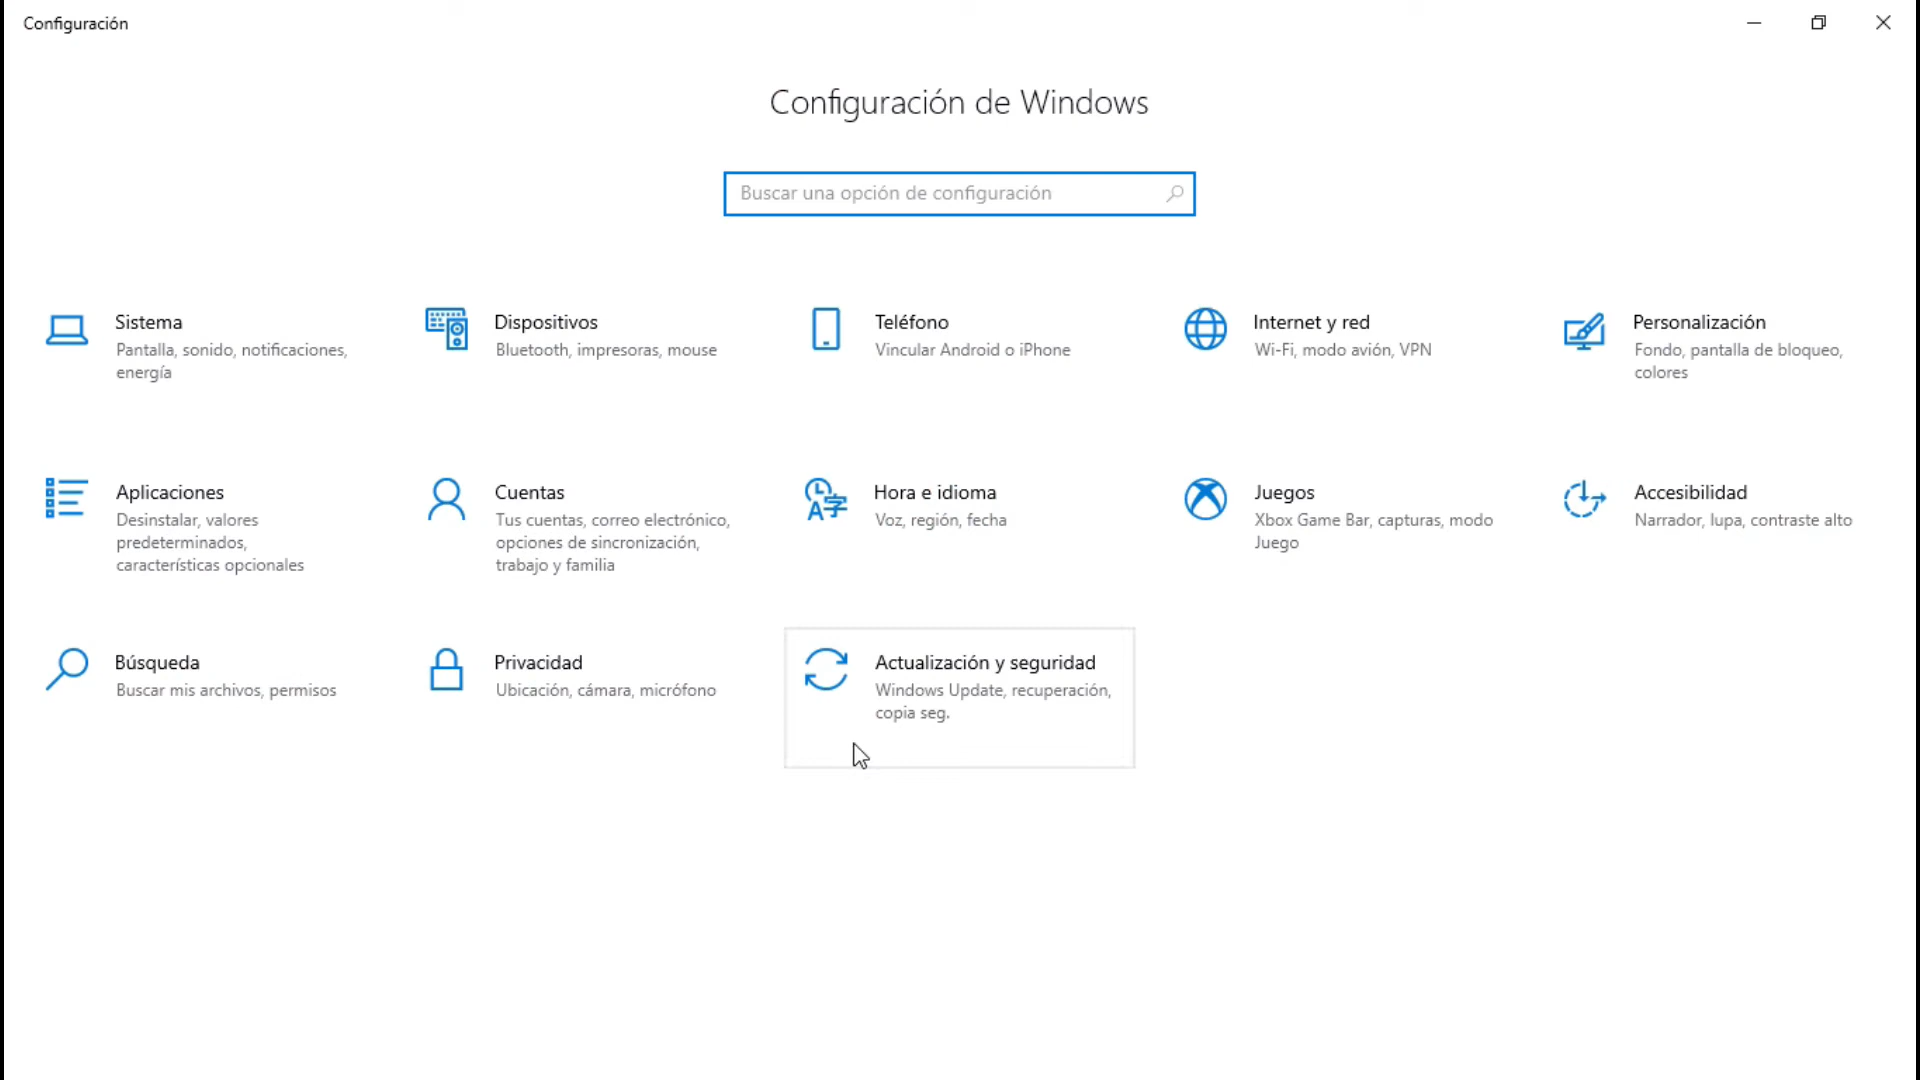 Configuración
Configuración de Windows
Buscar una opción de configuración
Sistema
Pantalla, sonido, notificaciones,
energía
Dispositivos
Bluetooth, impresoras, mouse
Teléfono
Vincular Android o iPhone
Internet y red
Wi-Fi, modo avión, VPN
Personalización
Fondo, pantalla de bloqueo,
colores
Aplicaciones
Desinstalar, valores
predeterminados,
características opcionales
Cuentas
Tus cuentas, correo electrónico,
opciones de sincronización,
trabajo y familia
Hora e idioma
Voz, región, fecha
Juegos
Xbox Game Bar, capturas, modo
Juego
Accesibilidad
Narrador, lupa, contraste alto
Búsqueda
Buscar mis archivos, permisos
Privacidad
Ubicación, cámara, micrófono
Actualización y seguridad
Windows Update, recuperación,
copia seg.